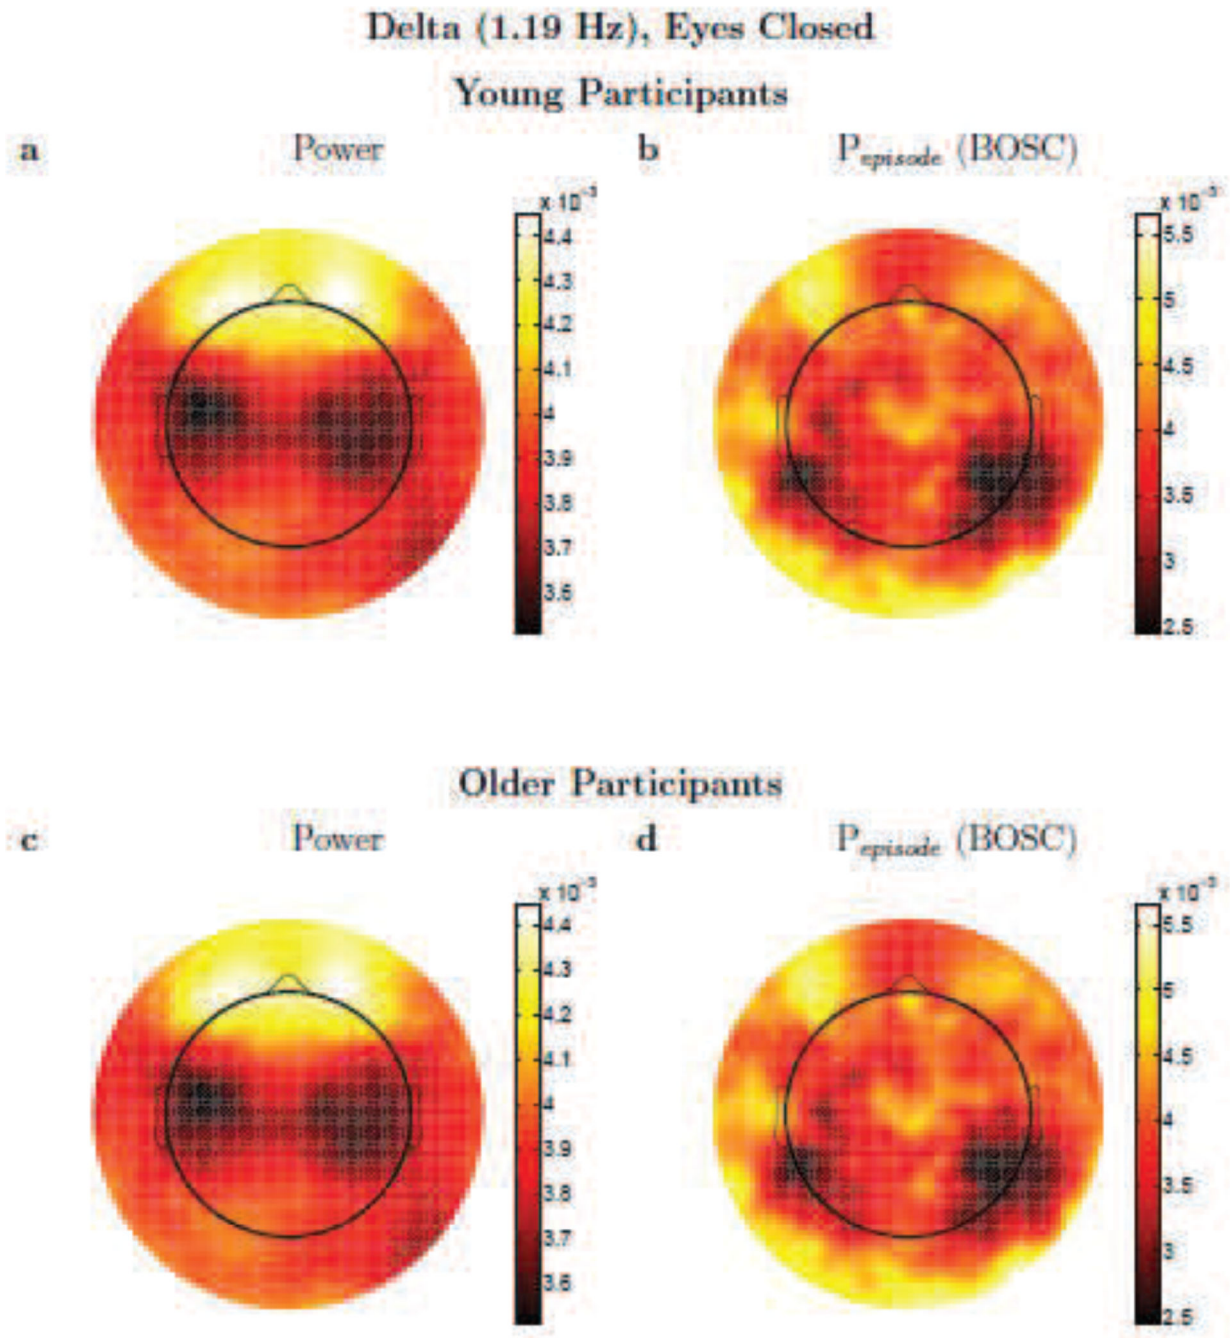 Delta (1.19 Hz), Eyes Closed
Young Participants
a Power
x 10⁻³
4.4
4.3
4.2
4.1
4
3.9
3.8
3.7
3.6
b P_episode (BOSC)
x 10⁻³
5.5
5
4.5
4
3.5
3
2.5
Older Participants
c Power
x 10⁻³
4.4
4.3
4.2
4.1
4
3.9
3.8
3.7
3.6
d P_episode (BOSC)
x 10⁻³
5.5
5
4.5
4
3.5
3
2.5